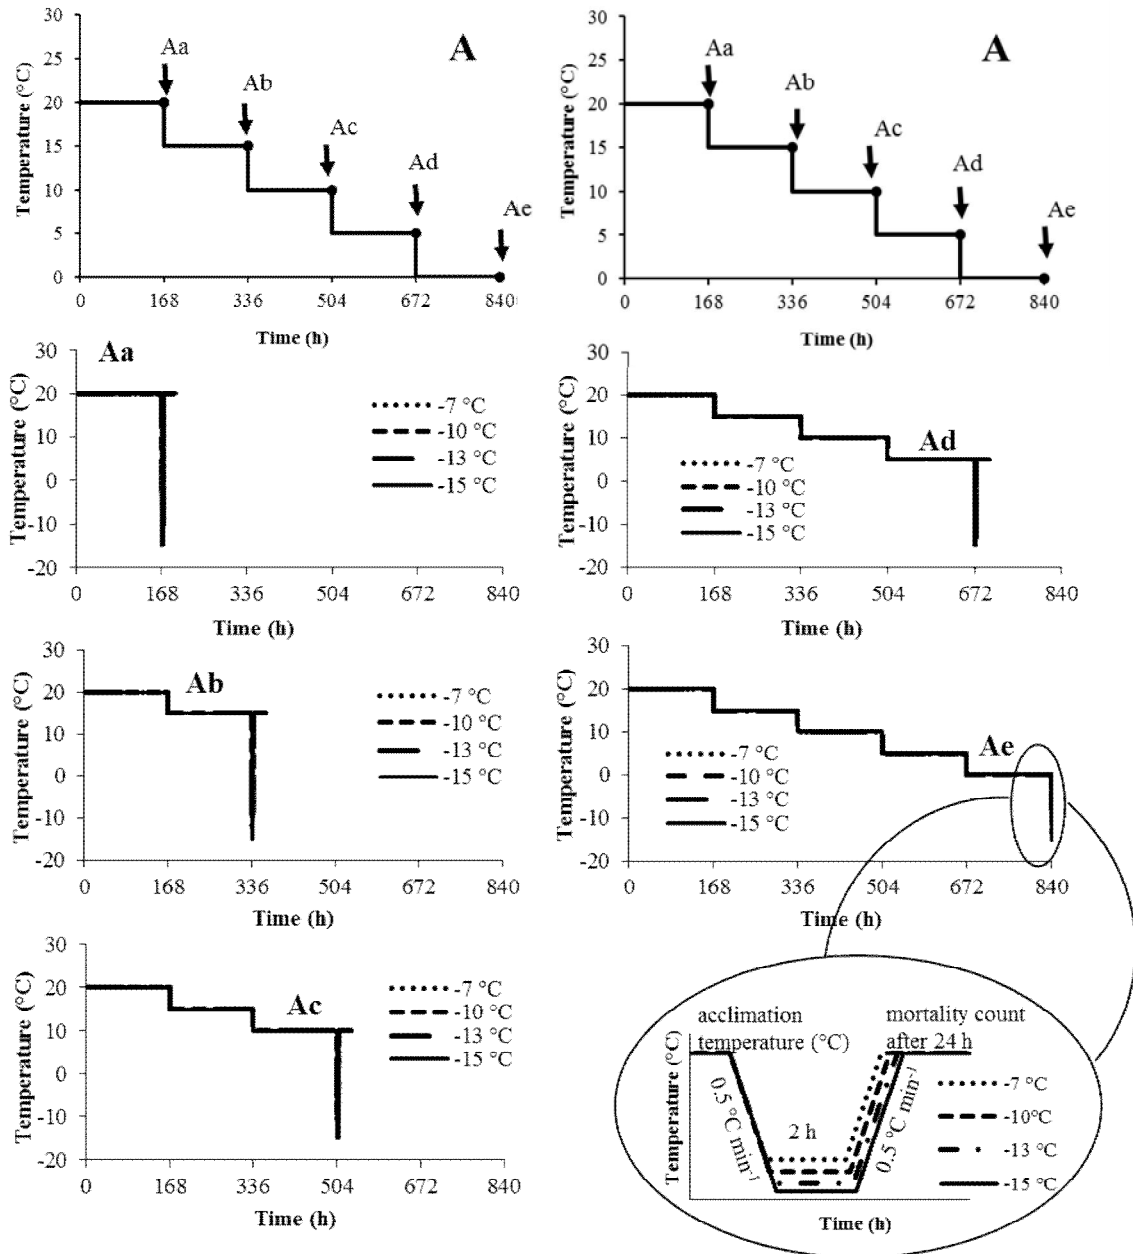 A
Temperature (°C)
30
25
20
15
10
5
0
Aa
Ab
Ac
Ad
Ae
0 168 336 504 672 840
Time (h)
A
Temperature (°C)
30
25
20
15
10
5
0
Aa
Ab
Ac
Ad
Ae
0 168 336 504 672 840
Time (h)
Aa
Temperature (°C)
30
20
10
0
-10
-20
-7 °C
-10 °C
-13 °C
-15 °C
0 168 336 504 672 840
Time (h)
Ad
Temperature (°C)
30
20
10
0
-10
-20
-7 °C
-10 °C
-13 °C
-15 °C
0 168 336 504 672 840
Time (h)
Ab
Temperature (°C)
30
20
10
0
-10
-20
-7 °C
-10 °C
-13 °C
-15 °C
0 168 336 504 672 840
Time (h)
Ae
Temperature (°C)
30
20
10
0
-10
-20
-7 °C
-10 °C
-13 °C
-15 °C
0 168 336 504 672 840
Time (h)
Ac
Temperature (°C)
30
20
10
0
-10
-20
-7 °C
-10 °C
-13 °C
-15 °C
0 168 336 504 672 840
Time (h)
acclimation
temperature (°C)
mortality count
after 24 h
Temperature (°C)
0.5 °C min⁻¹
2 h
0.5 °C min⁻¹
-7 °C
-10°C
-13 °C
-15 °C
Time (h)